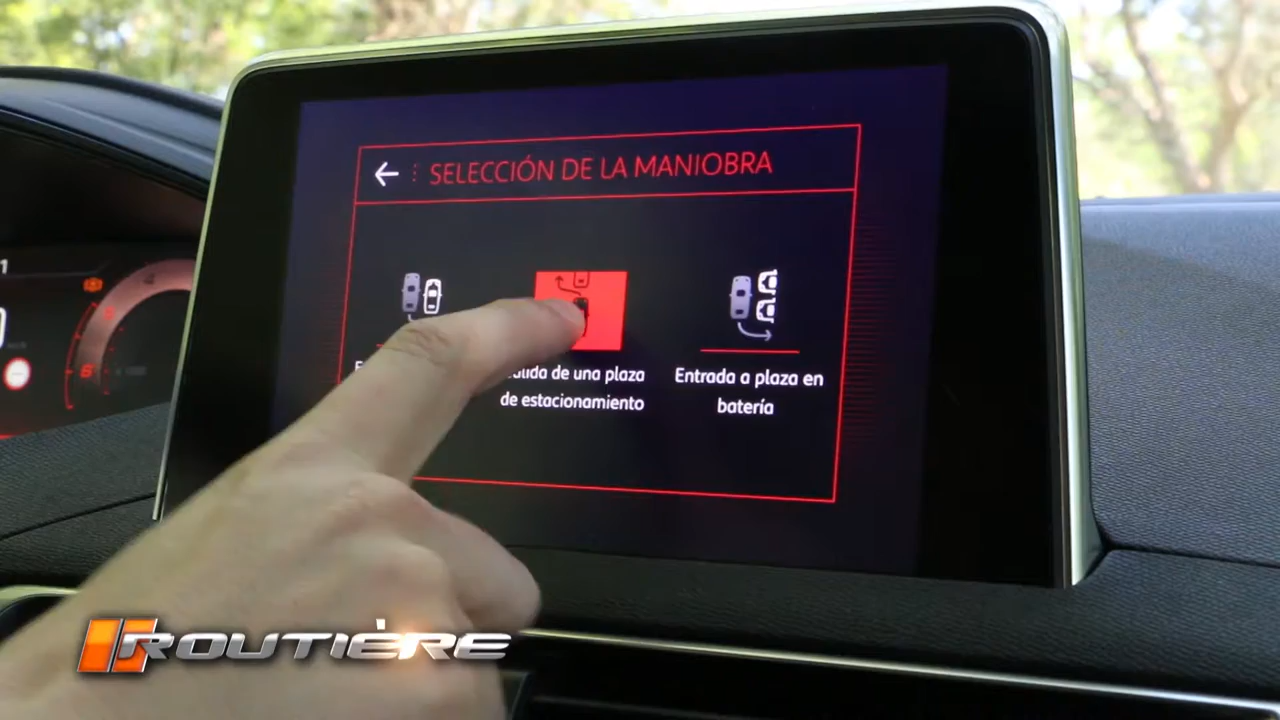 SELECCIÓN DE LA MANIOBRA
de una plaza
de estacionamiento
Entrada a plaza en
batería
ROUTIÈRE